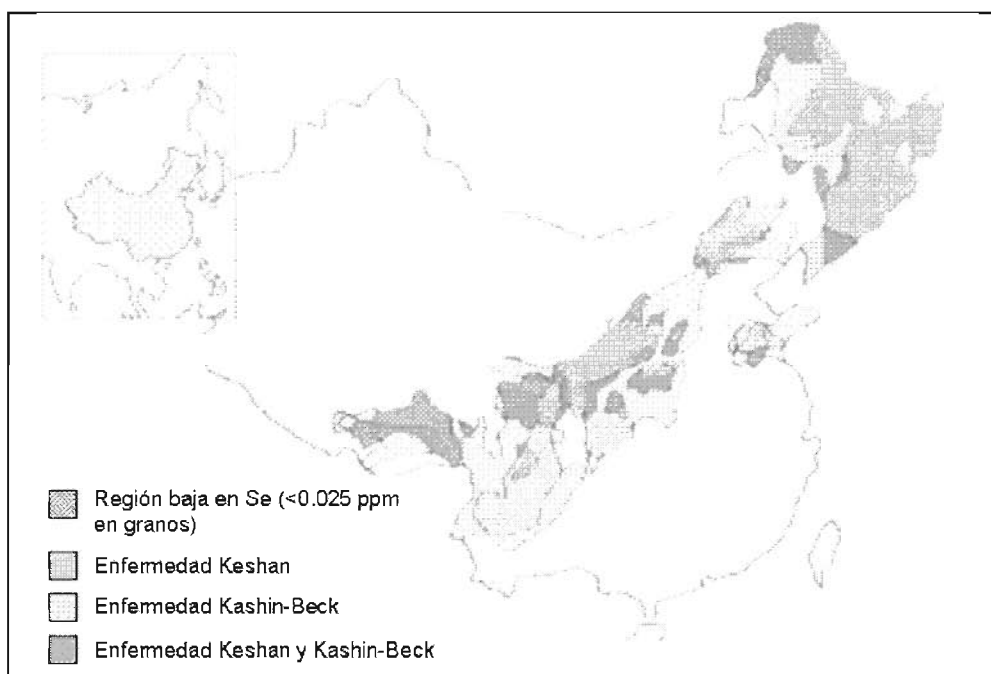 Región baja en Se (<0.025 ppm
en granos)
Enfermedad Keshan
Enfermedad Kashin-Beck
Enfermedad Keshan y Kashin-Beck